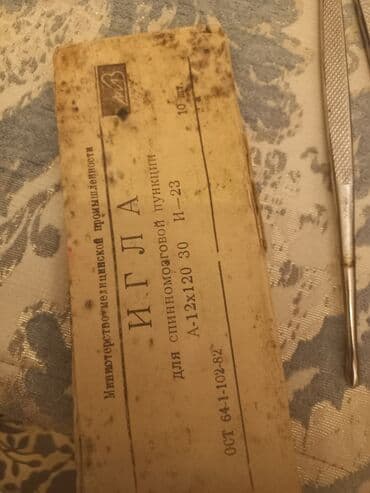 Министерство медицинской промышленности
ИГЛА
10 шт.
для спинномозговой пункции
А-12х120 30 И-23
ОСТ 64-1-102-82